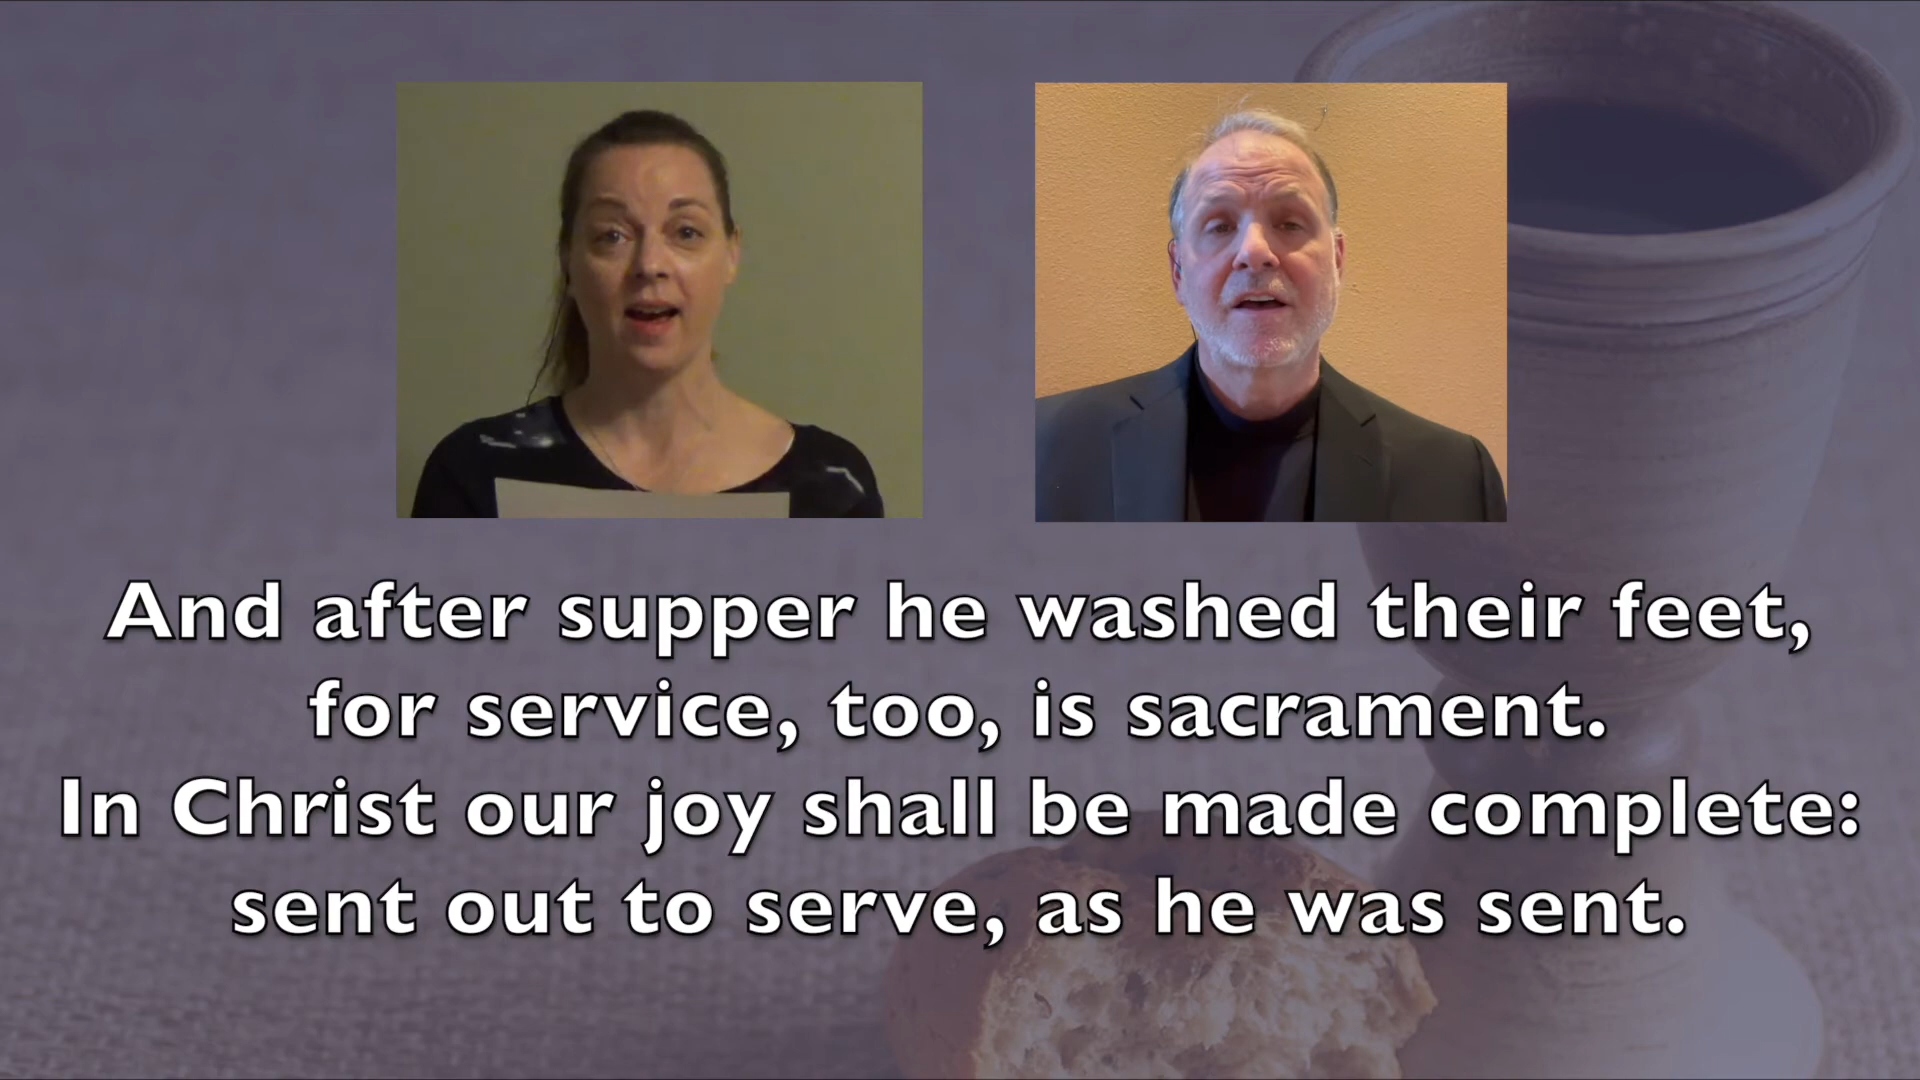 And after supper he washed their feet,
for service, too, is sacrament.
In Christ our joy shall be made complete:
sent out to serve, as he was sent.